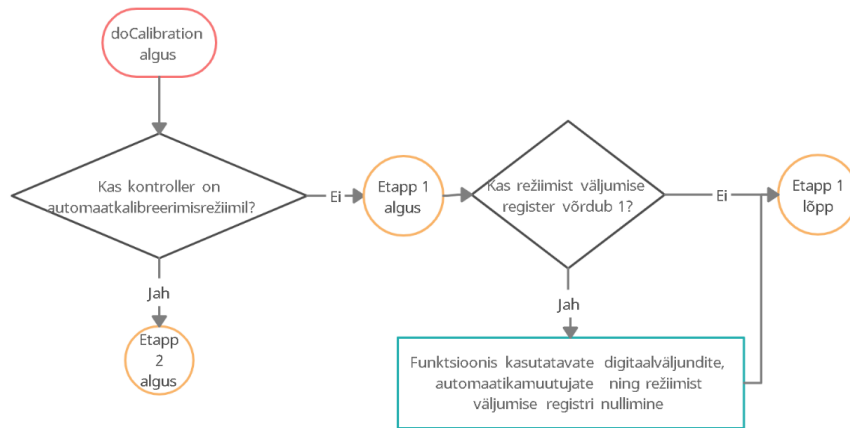 doCalibration
algus
Kas kontroller on
automaatkalibreerimisrežiimil?
Ei
Etapp 1
algus
Kas režiimist väljumise
register võrdub 1?
Ei
Etapp 1
lõpp
Jah
Etapp
2
algus
Jah
Funktsioonis kasutatavate digitaalväljundite,
automaatikamuutujate ning režiimist
väljumise registri nullimine